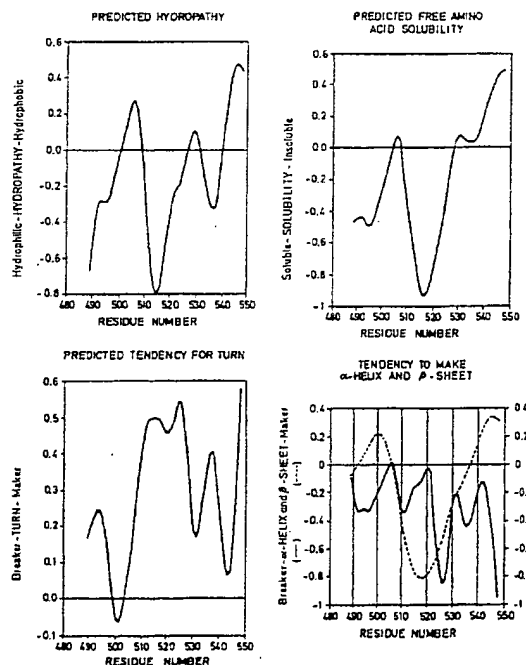 PREDICTED HYDROPATHY
Hydrophilic-HYDROPATHY-Hydrophobic
0.6
0.4
0.2
0.0
-0.2
-0.4
-0.6
-0.8
480 490 500 510 520 530 540 550
RESIDUE NUMBER
PREDICTED FREE AMINO
ACID SOLUBILITY
Soluble-SOLUBILITY-Insoluble
0.6
0.4
0.2
0.0
-0.2
-0.4
-0.6
-0.8
-1
480 490 500 510 520 530 540 550
RESIDUE NUMBER
PREDICTED TENDENCY FOR TURN
Breaker-TURN-Maker
0.6
0.5
0.4
0.3
0.2
0.1
0.0
-0.1
480 490 500 510 520 530 540 550
RESIDUE NUMBER
TENDENCY TO MAKE
α-HELIX AND β-SHEET
Breaker-α-HELIX and β-SHEET-Maker
(—) (----)
0.4
0.2
0
-0.2
-0.4
-0.6
-0.8
-1
480 490 500 510 520 530 540 550
RESIDUE NUMBER